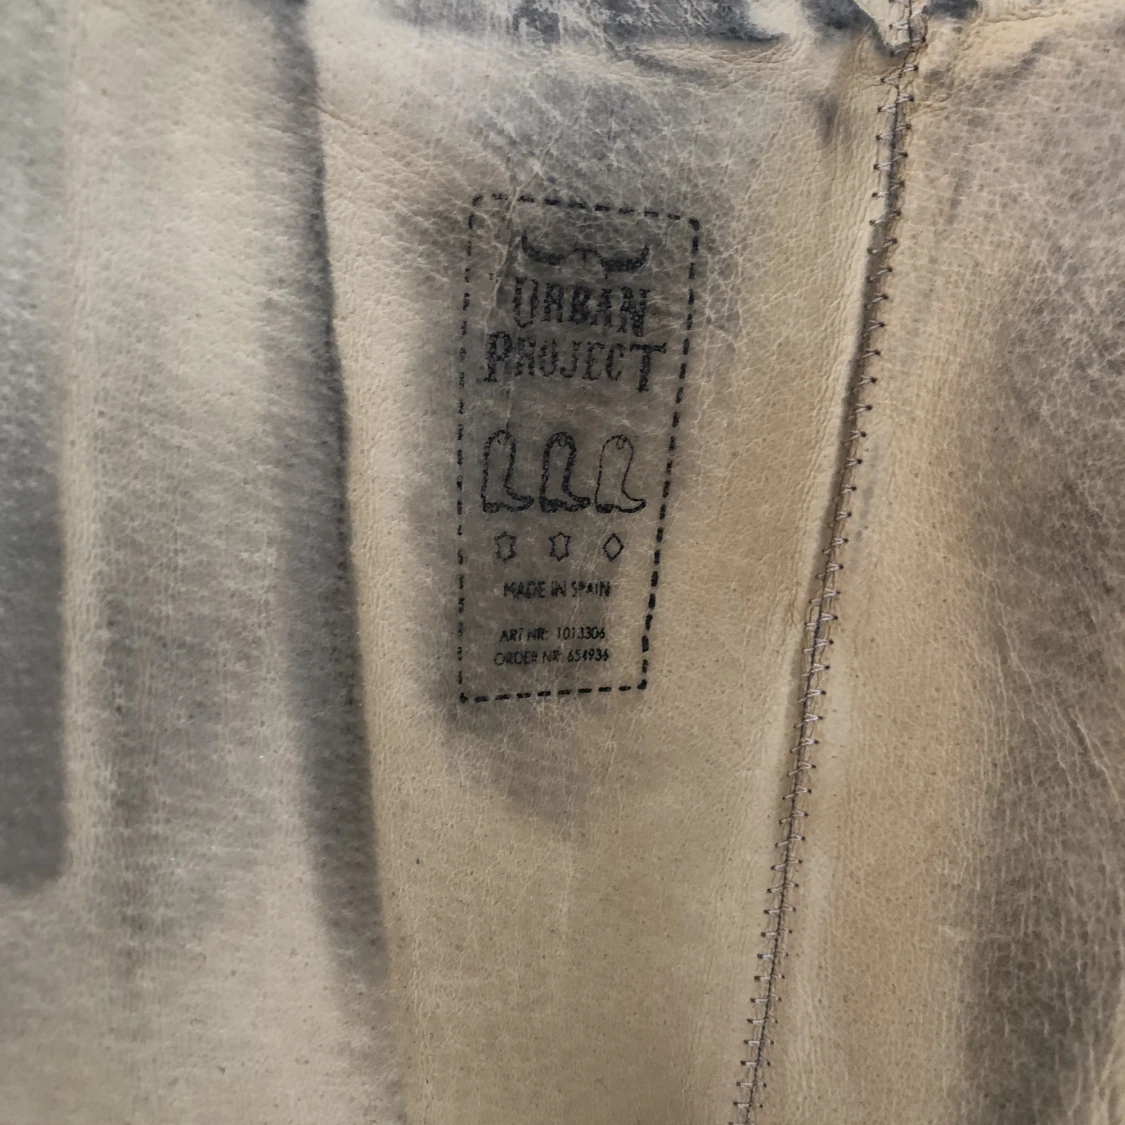 URBAN
PROJECT
MADE IN SPAIN
ART NR: 1013306
ORDER NR: 654936